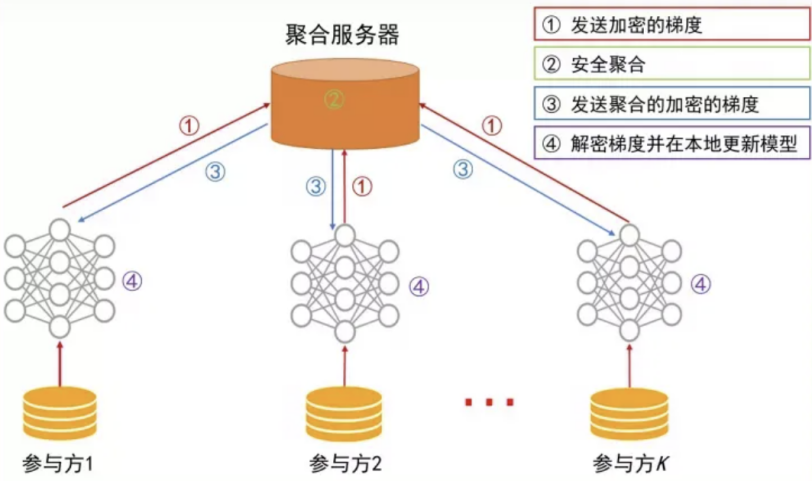 聚合服务器
① 发送加密的梯度
② 安全聚合
③ 发送聚合的加密的梯度
④ 解密梯度并在本地更新模型
②
①
③
③
①
①
③
④
④
④
...
参与方1
参与方2
参与方K